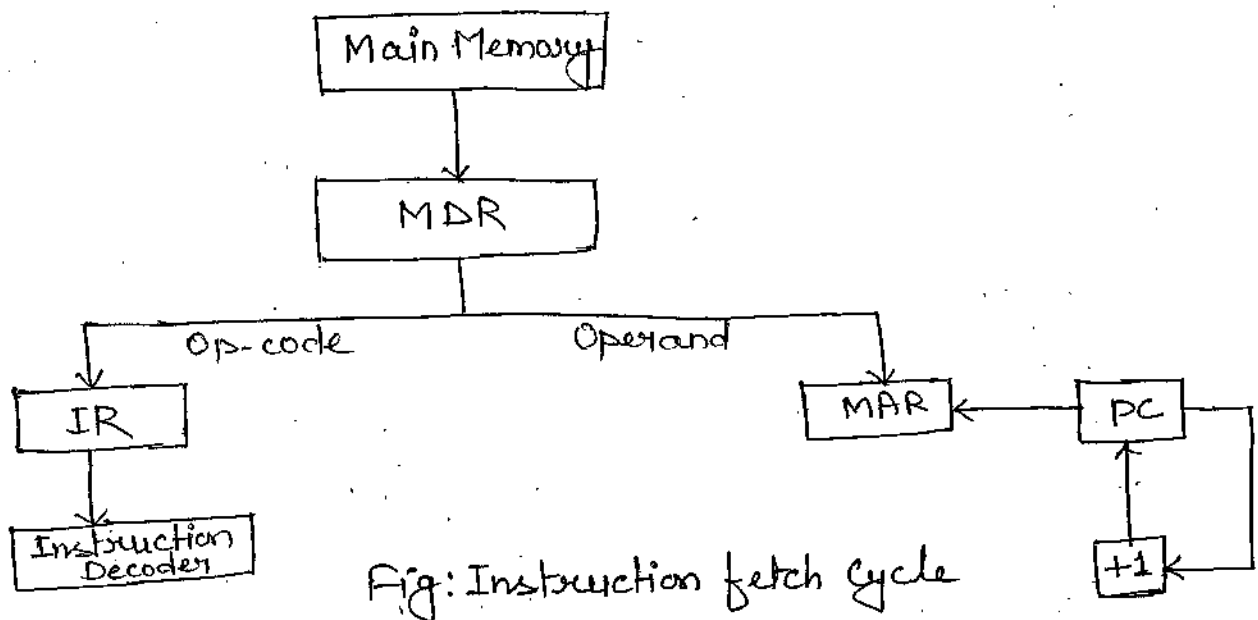 Main Memory
MDR
Op-code
Operand
IR
MAR
PC
Instruction
Decoder
+1
Fig: Instruction fetch cycle